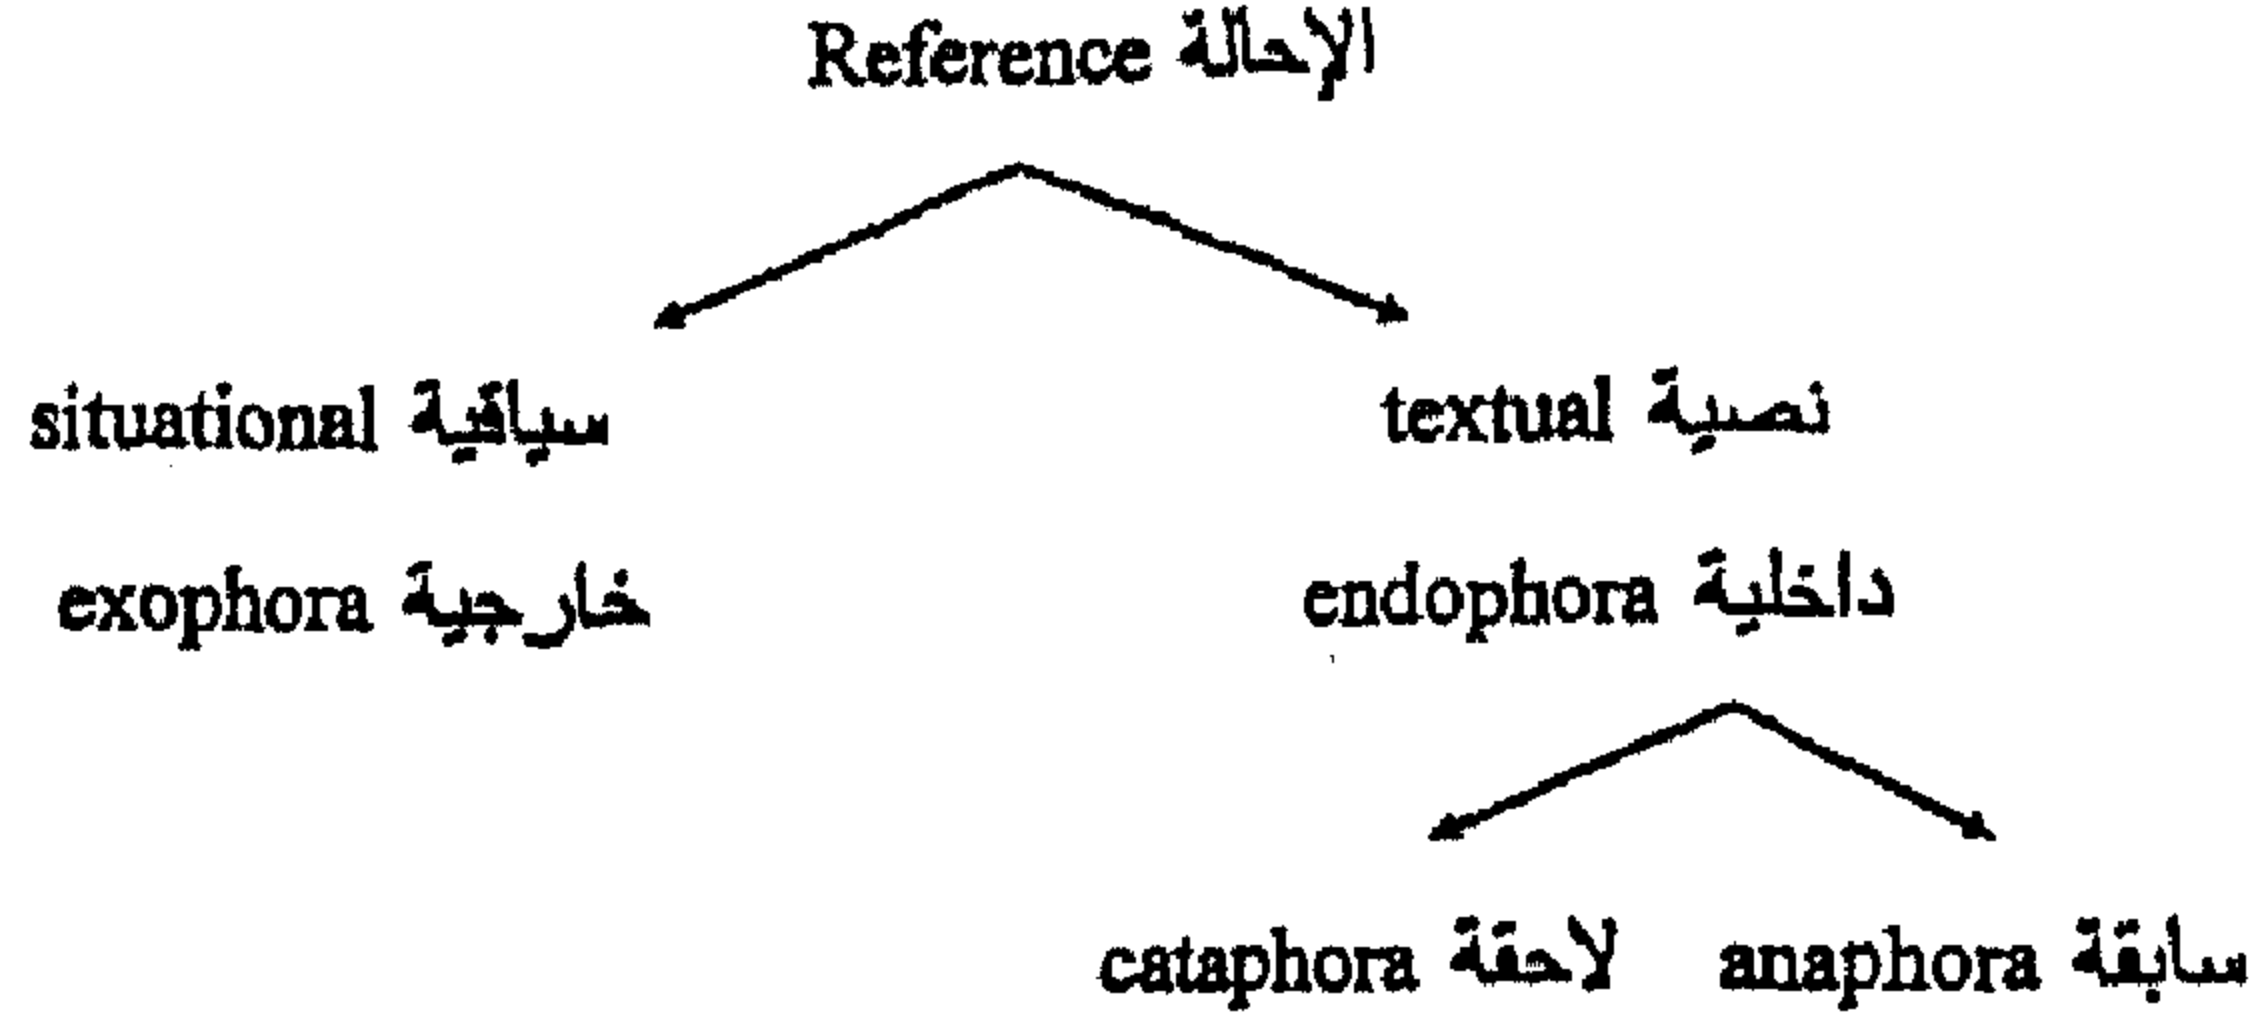 الإحالة Reference
نصية textual
سياقية situational
داخلية endophora
خارجية exophora
سابقة anaphora
لاحقة cataphora